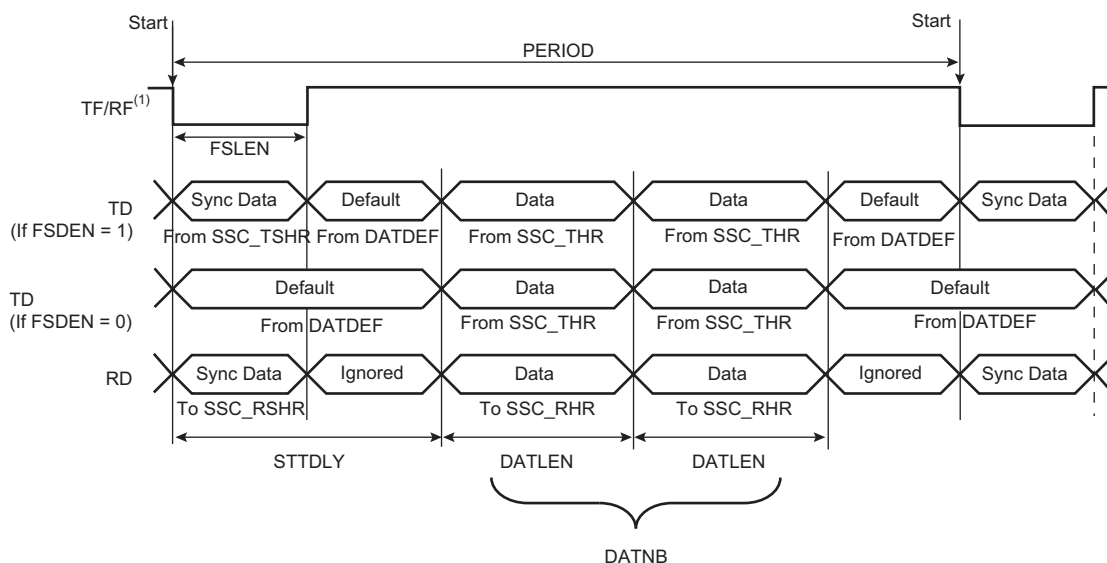 Start
Start
PERIOD
TF/RF(1)
FSLEN
TD
(If FSDEN = 1)
Sync Data
Default
Data
Data
Default
Sync Data
From SSC_TSHR
From DATDEF
From SSC_THR
From SSC_THR
From DATDEF
TD
(If FSDEN = 0)
Default
Data
Data
Default
From DATDEF
From SSC_THR
From SSC_THR
From DATDEF
RD
Sync Data
Ignored
Data
Data
Ignored
Sync Data
To SSC_RSHR
To SSC_RHR
To SSC_RHR
STTDLY
DATLEN
DATLEN
DATNB